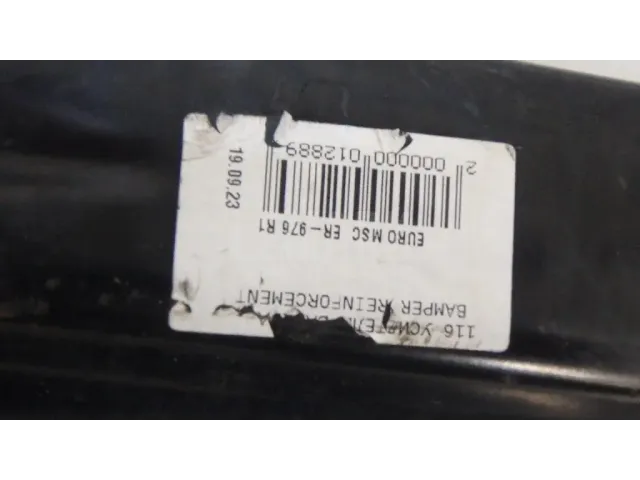 116
BAMPER REINFORCEMENT
EURO MSC ER-976 R1
2 000000 012889
19.09.23